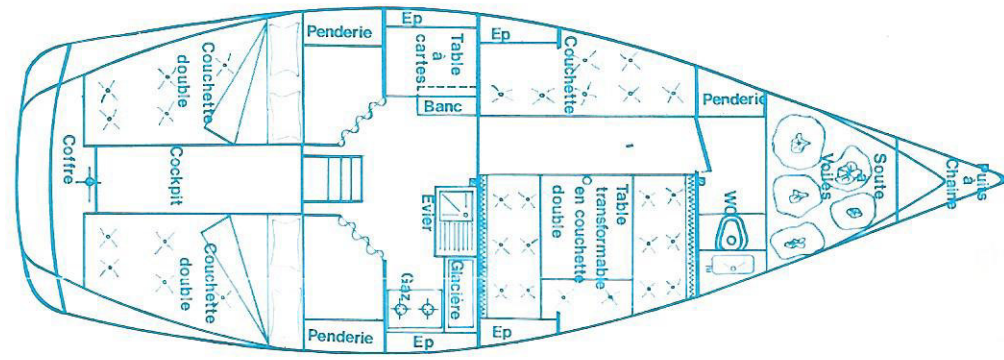 Penderie
Ep
Ep
Couchette
double
Table
à
cartes
Couchette
Banc
Penderie
Coffre
Cockpit
Evier
Table
transformable
en couchette
double
WC
Soute
à
Voiles
Puits
à
Chaine
Couchette
double
Gaz
Glacière
Penderie
Ep
Ep